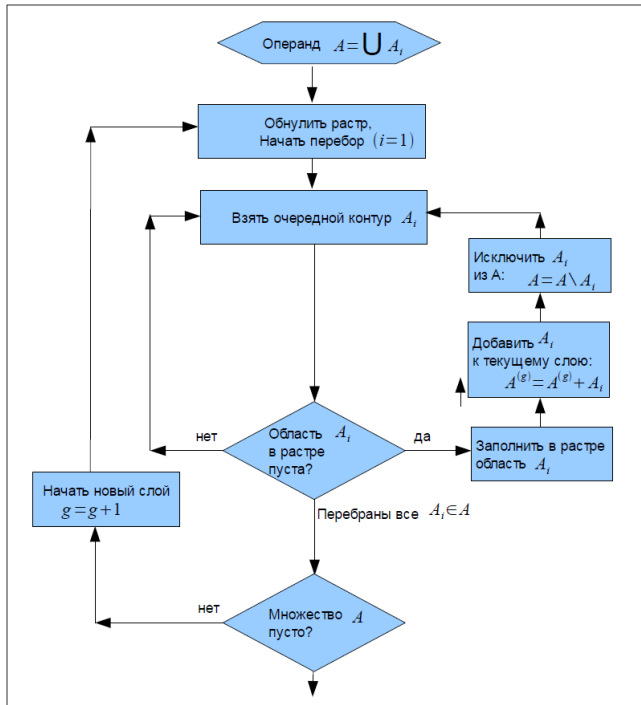 Операнд A=⋃ A_i
Обнулить растр,
Начать перебор (i=1)
Взять очередной контур A_i
Исключить A_i
из A: A=A∖A_i
Добавить A_i
к текущему слою:
A^(g)=A^(g)+A_i
нет
Область A_i
в растре
пуста?
да
Заполнить в растре
область A_i
Начать новый слой
g=g+1
Перебраны все A_i∈A
нет
Множество A
пусто?